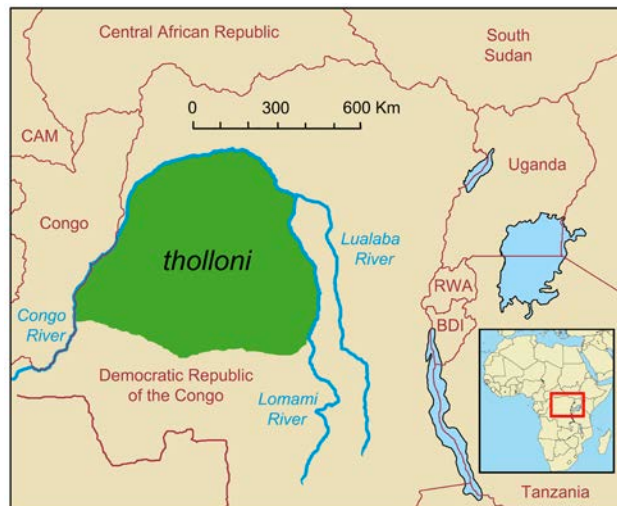 Central African Republic
South
Sudan
0 300 600 Km
CAM
Uganda
Congo
tholloni
Lualaba
River
RWA
Congo
River
BDI
Democratic Republic
of the Congo
Lomami
River
Tanzania